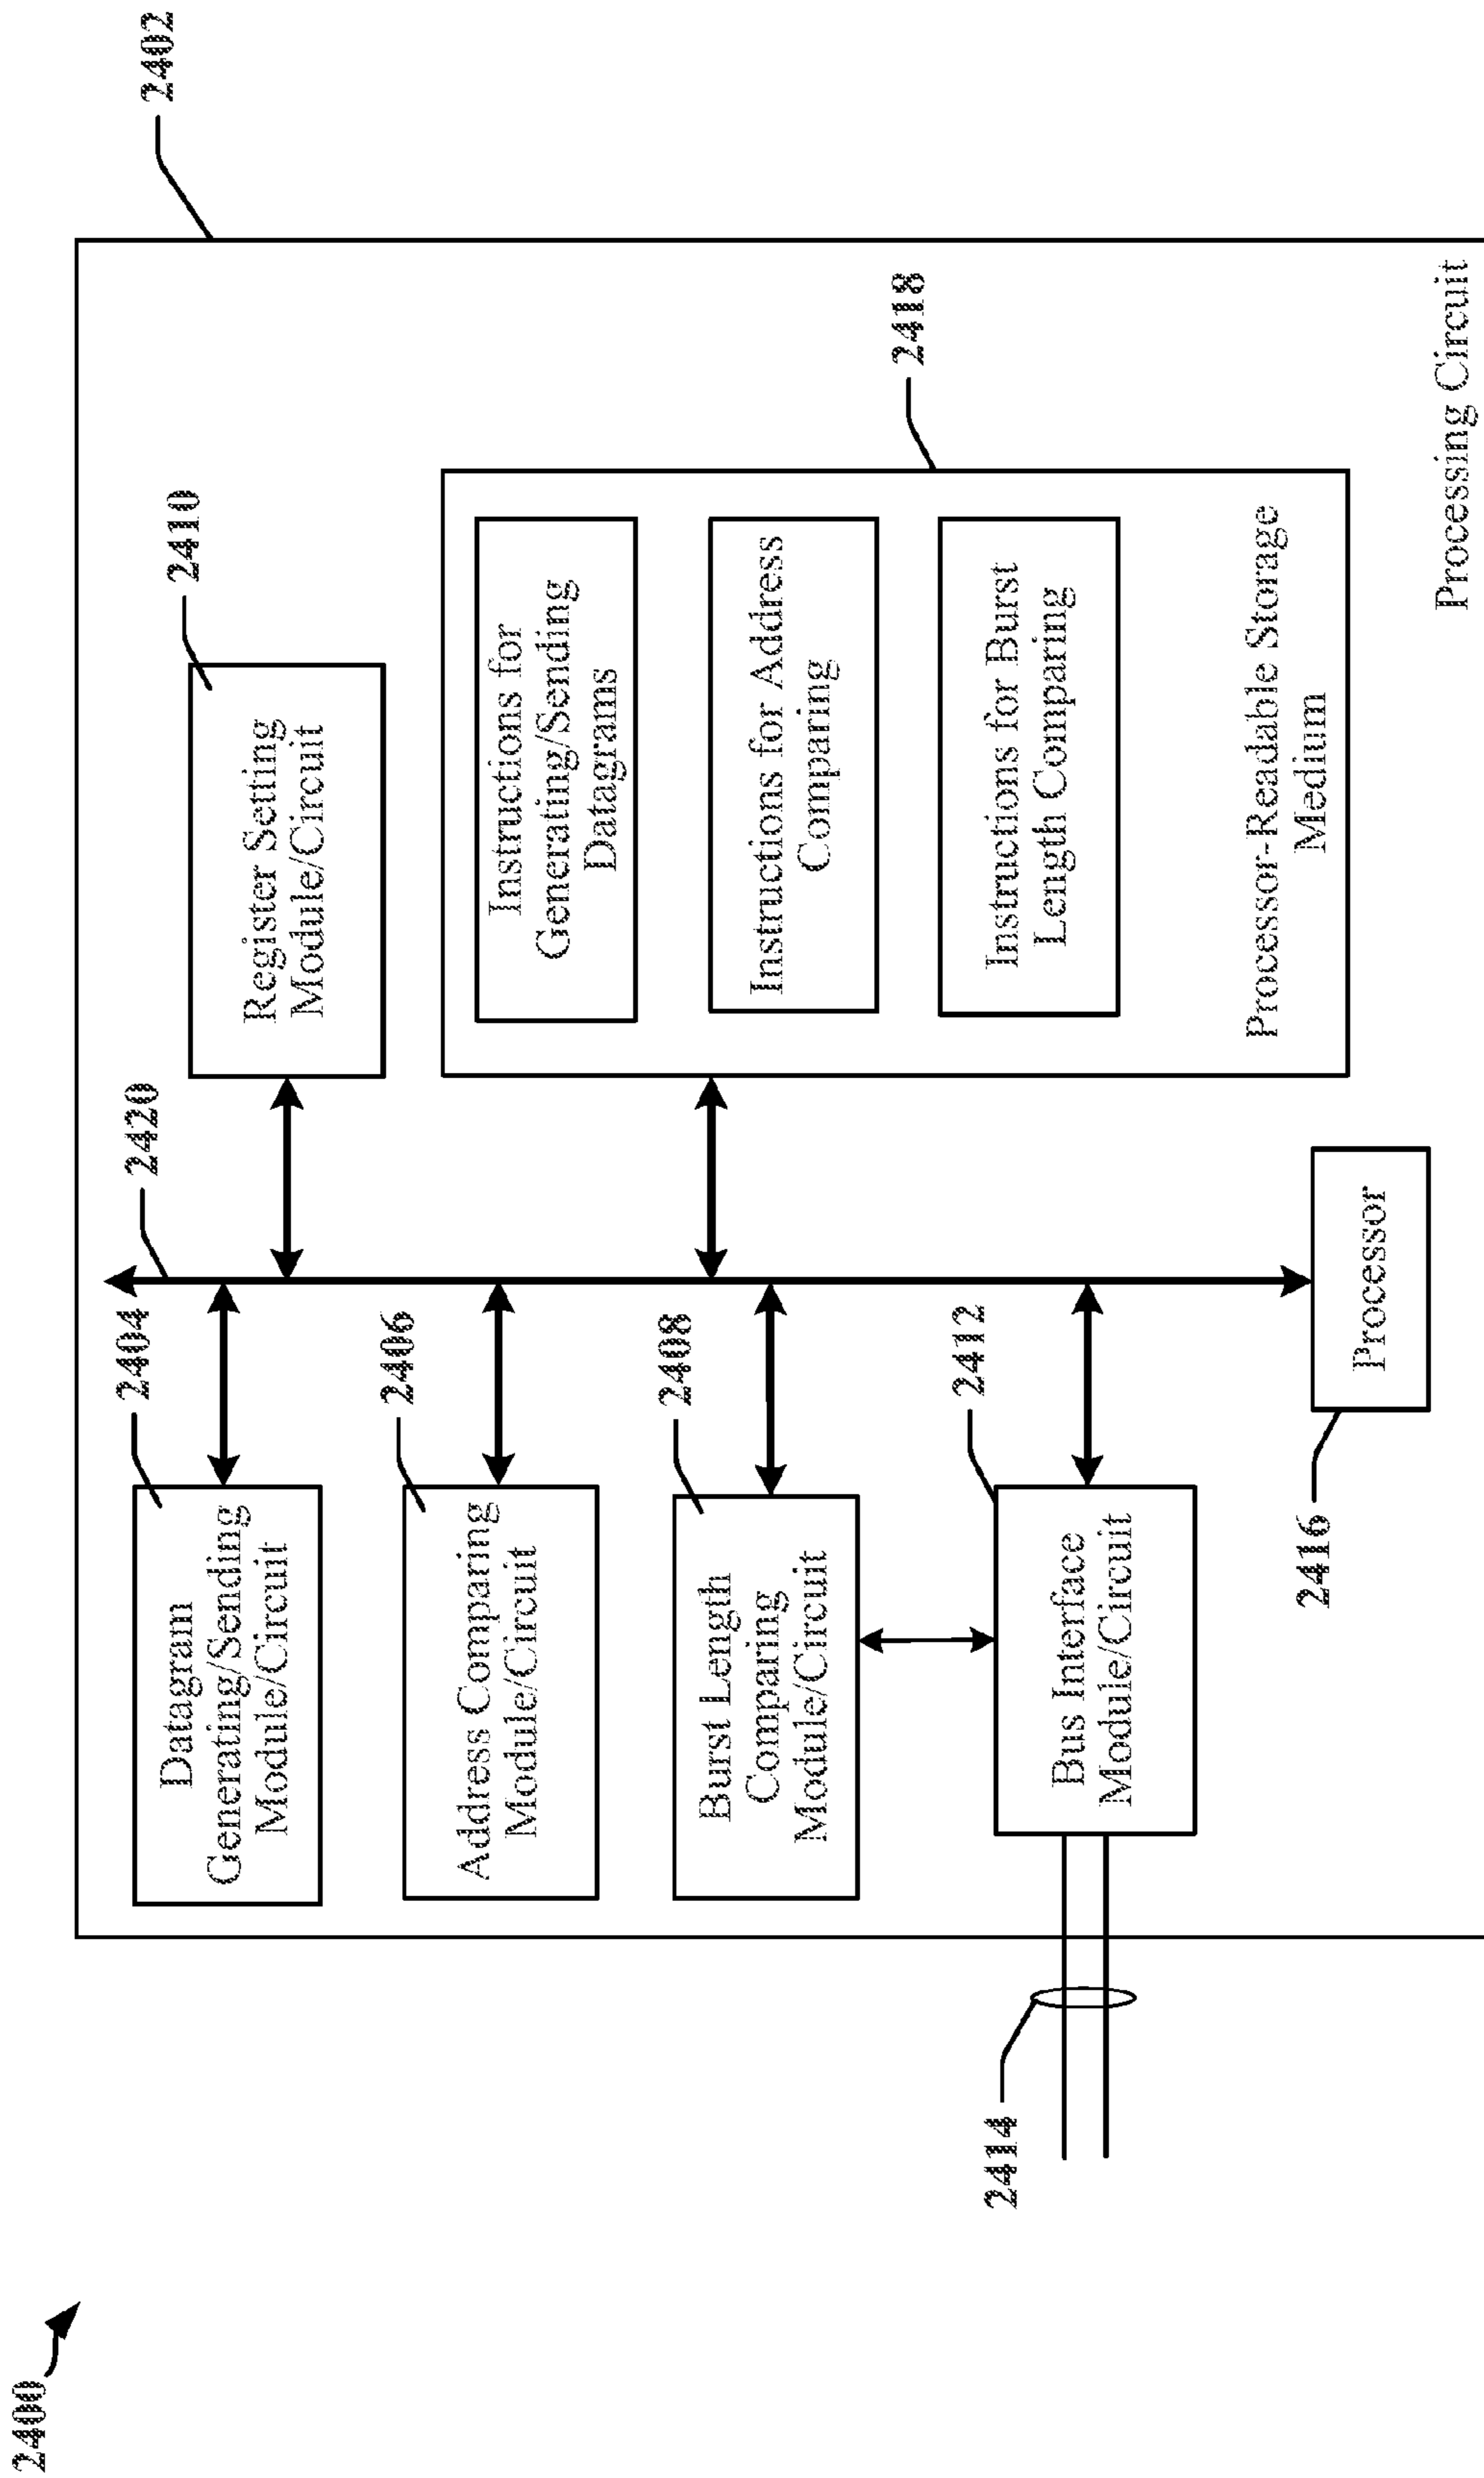 2400
2402
2404
Datagram
Generating/Sending
Module/Circuit
2406
Address Comparing
Module/Circuit
2408
Burst Length
Comparing
Module/Circuit
2412
Bus Interface
Module/Circuit
2414
2416
Processor
2420
2410
Register Setting
Module/Circuit
2418
Instructions for
Generating/Sending
Datagrams
Instructions for Address
Comparing
Instructions for Burst
Length Comparing
Processor-Readable Storage
Medium
Processing Circuit